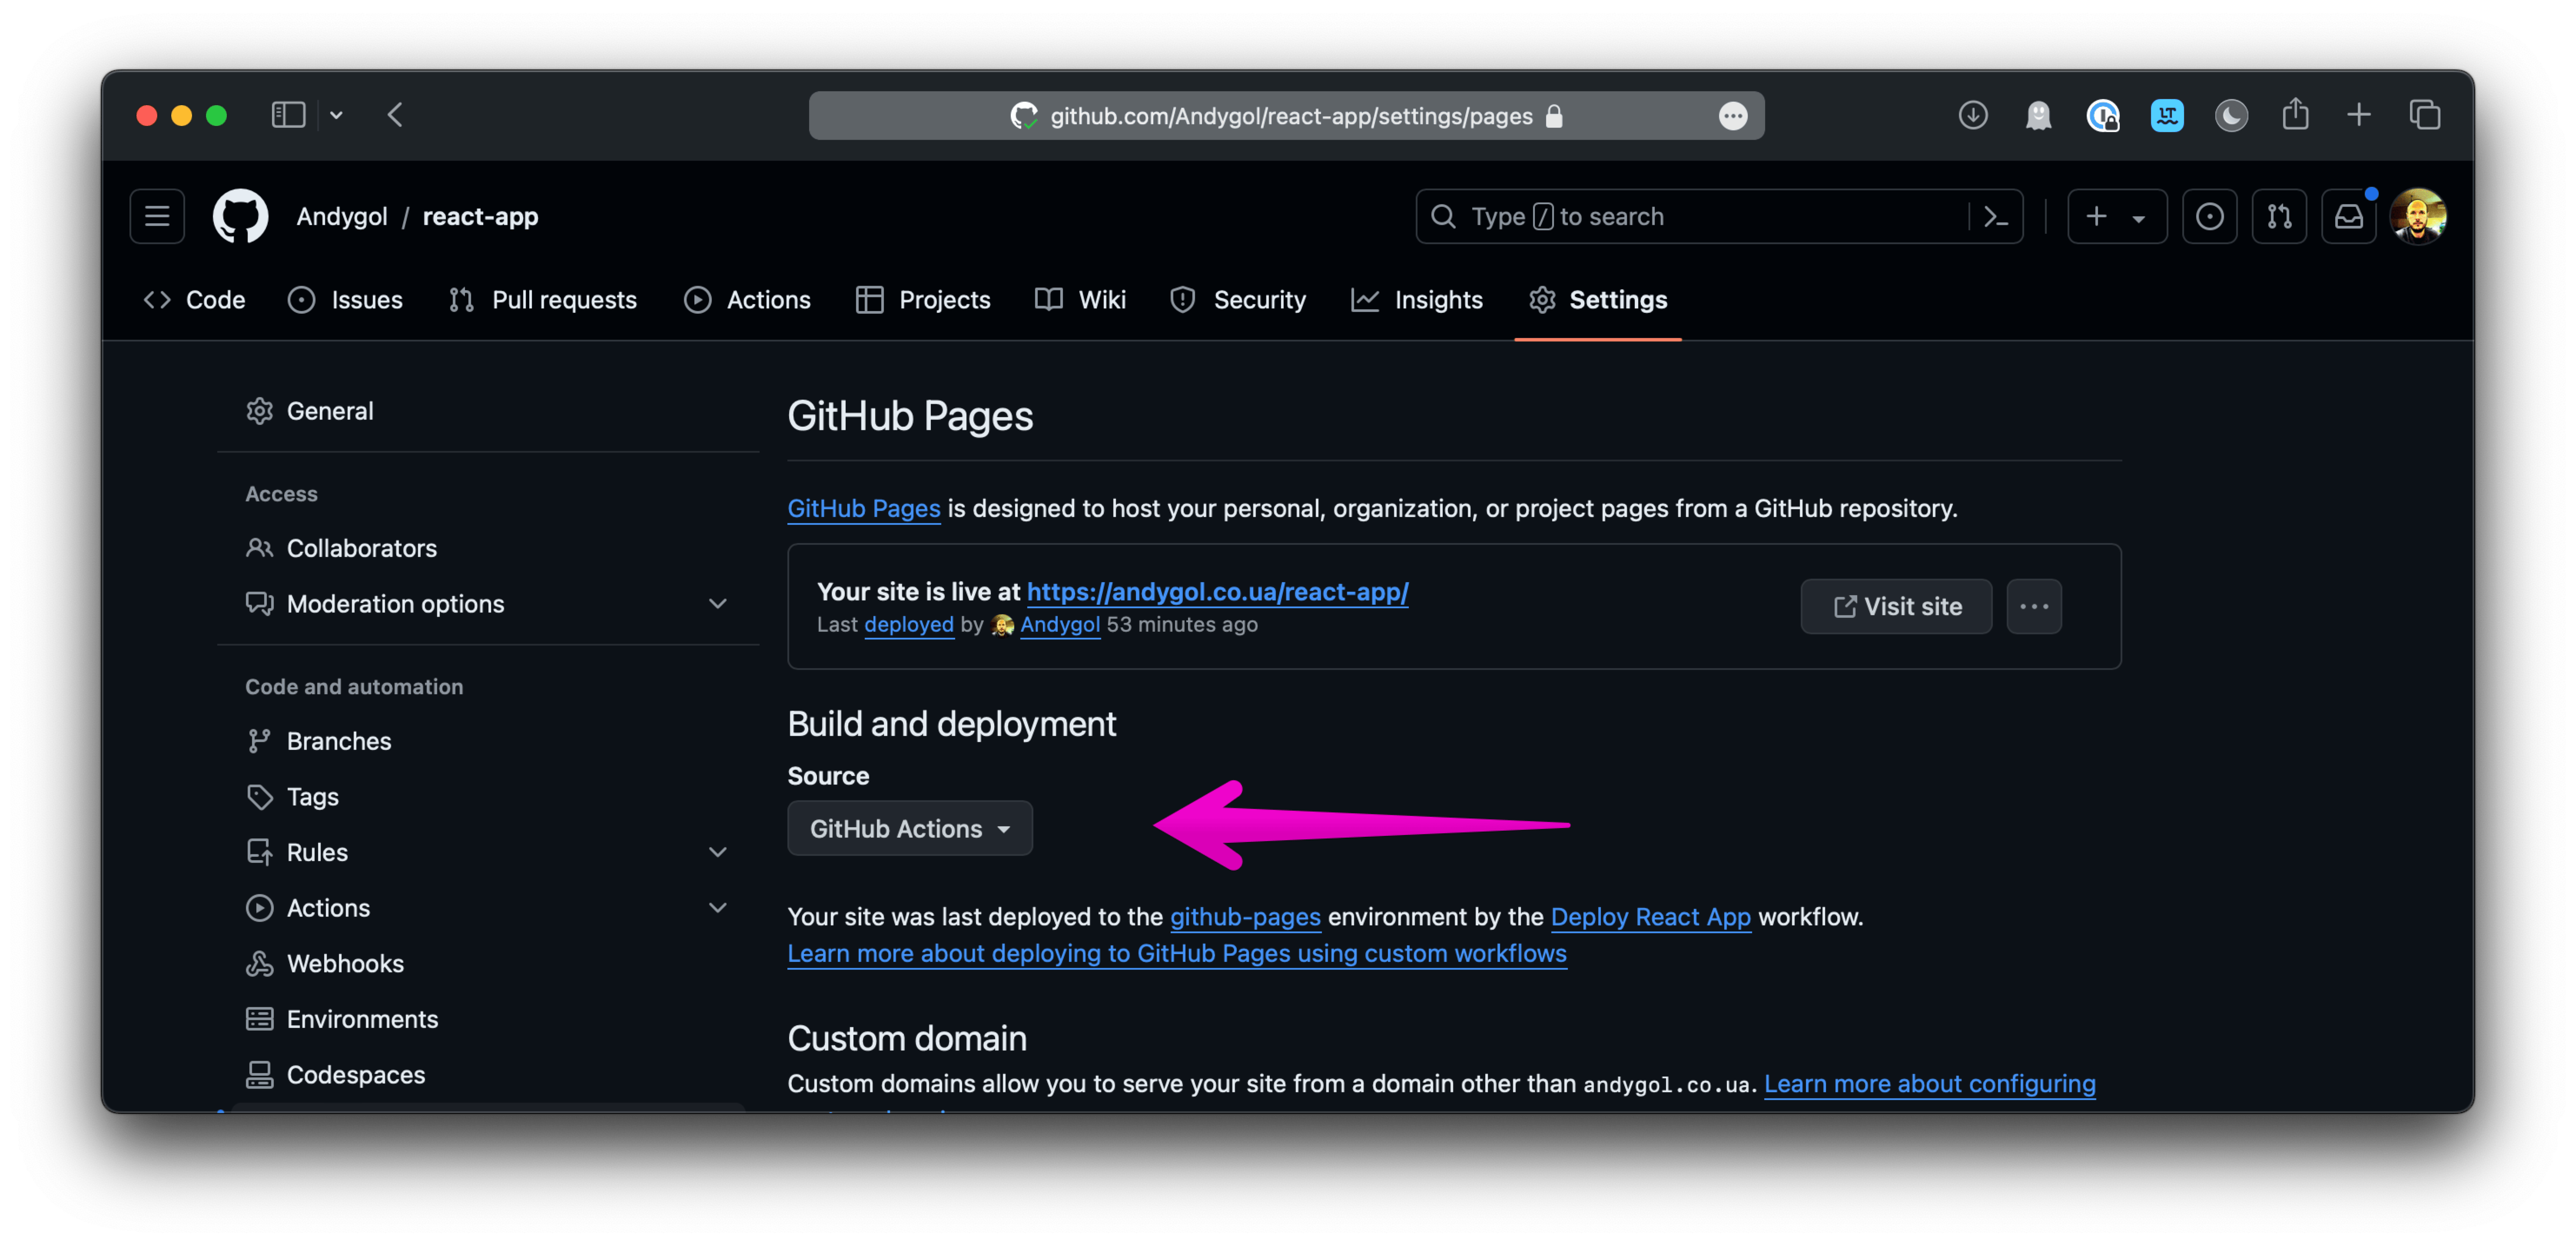 github.com/Andygol/react-app/settings/pages
LT
Andygol / react-app
Type / to search
Code Issues Pull requests Actions Projects Wiki Security Insights Settings
General
Access
Collaborators
Moderation options
Code and automation
Branches
Tags
Rules
Actions
Webhooks
Environments
Codespaces
GitHub Pages
GitHub Pages is designed to host your personal, organization, or project pages from a GitHub repository.
Your site is live at https://andygol.co.ua/react-app/
Last deployed by Andygol 53 minutes ago
Visit site
Build and deployment
Source
GitHub Actions
Your site was last deployed to the github-pages environment by the Deploy React App workflow.
Learn more about deploying to GitHub Pages using custom workflows
Custom domain
Custom domains allow you to serve your site from a domain other than andygol.co.ua. Learn more about configuring